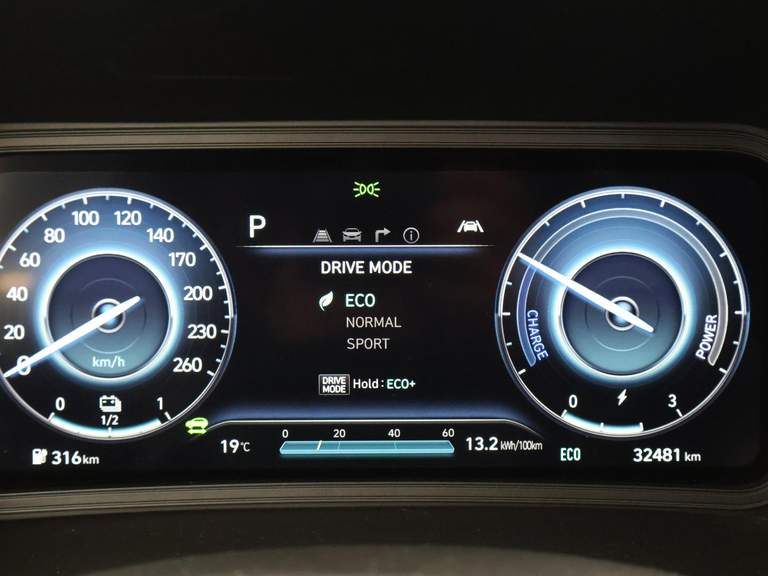 100 120
80 140
60 170
40 200
20 230
0 260
km/h
0 1
1/2
316km
P
DRIVE MODE
ECO
NORMAL
SPORT
DRIVE MODE Hold : ECO+
19°C
0 20 40 60
13.2 kWh/100km
CHARGE
POWER
0 3
ECO
32481 km